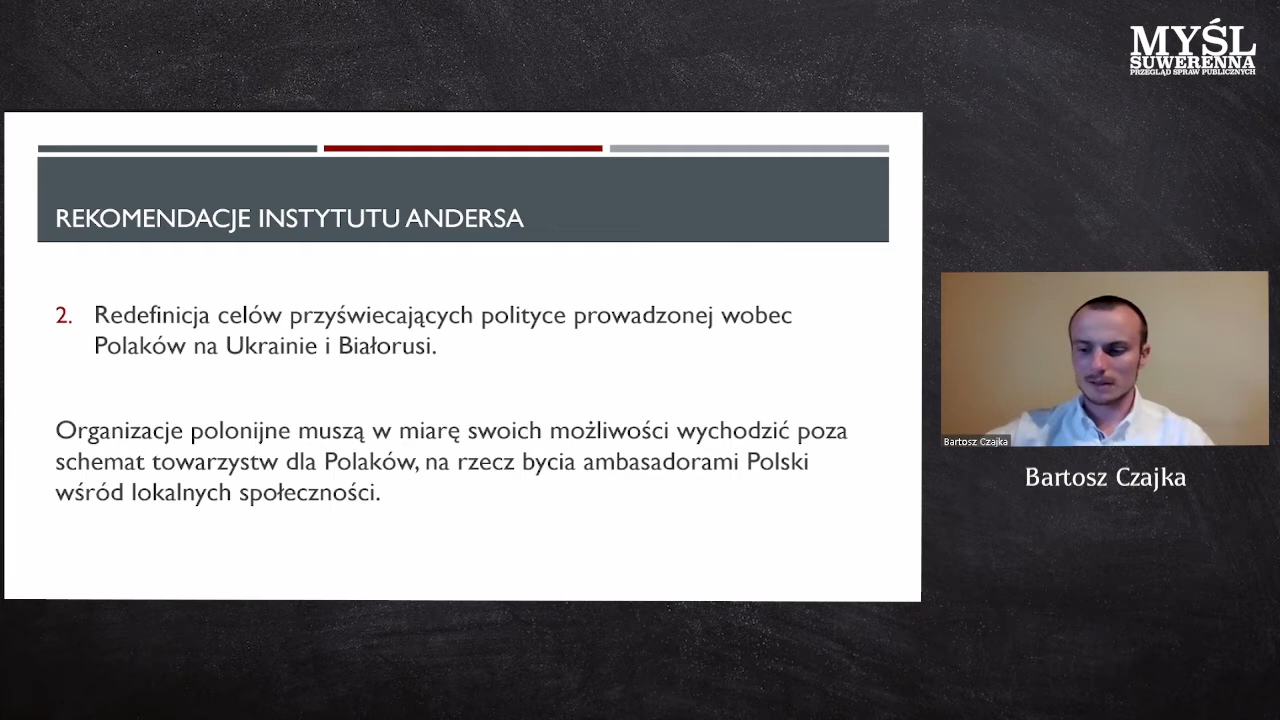 MYŚL
SUWERENNA
PRZEGLĄD SPRAW PUBLICZNYCH
REKOMENDACJE INSTYTUTU ANDERSA
2. Redefinicja celów przyświecających polityce prowadzonej wobec
Polaków na Ukrainie i Białorusi.
Organizacje polonijne muszą w miarę swoich możliwości wychodzić poza
schemat towarzystw dla Polaków, na rzecz bycia ambasadorami Polski
wśród lokalnych społeczności.
Bartosz Czajka
Bartosz Czajka